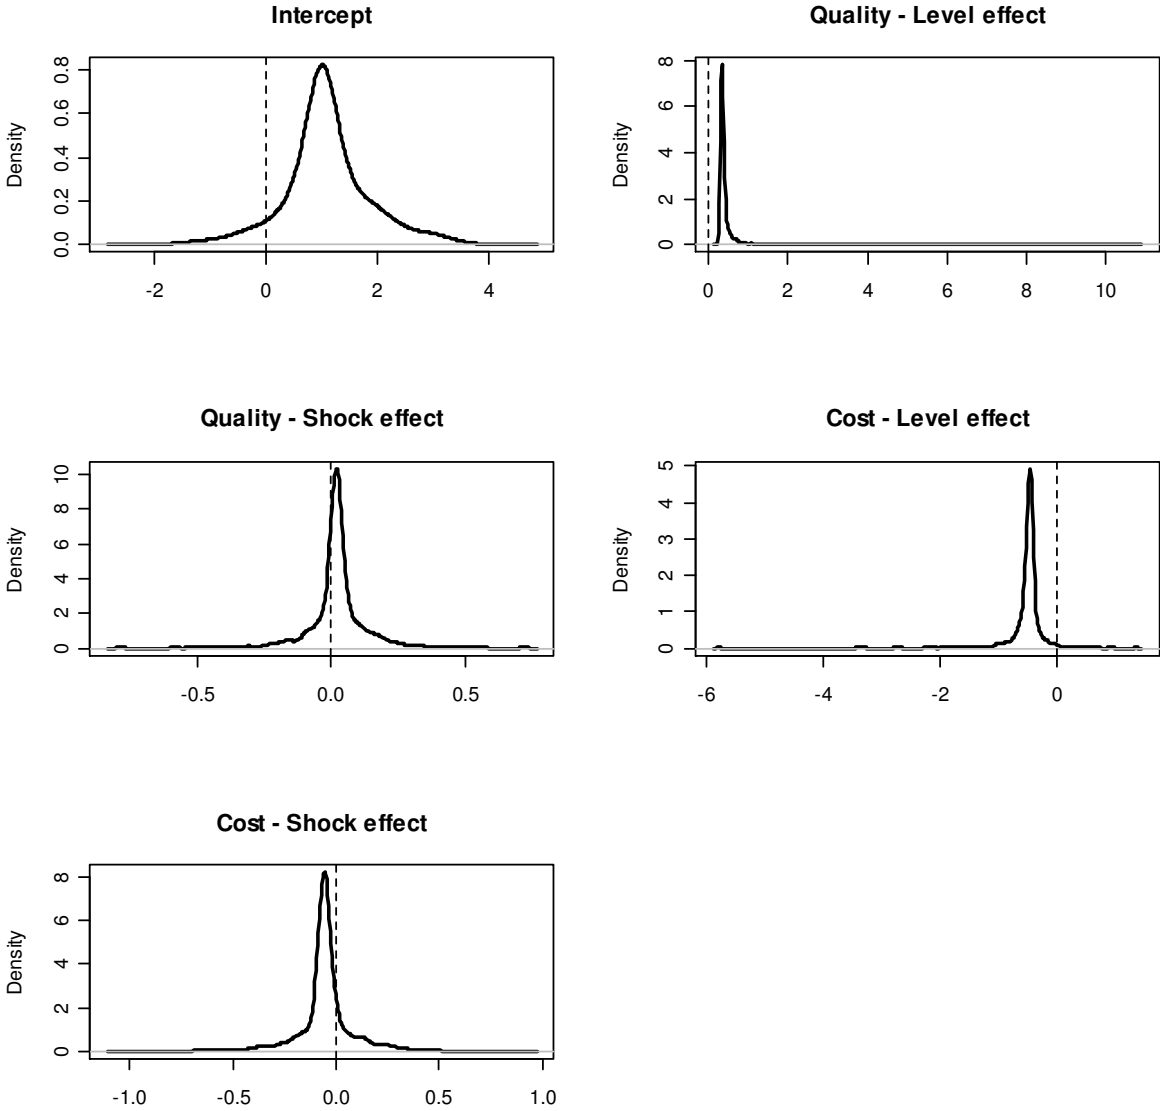 Intercept
Density
0.0 0.2 0.4 0.6 0.8
-2 0 2 4
Quality - Level effect
Density
0 2 4 6 8
0 2 4 6 8 10
Quality - Shock effect
Density
0 2 4 6 8 10
-0.5 0.0 0.5
Cost - Level effect
Density
0 1 2 3 4 5
-6 -4 -2 0
Cost - Shock effect
Density
0 2 4 6 8
-1.0 -0.5 0.0 0.5 1.0